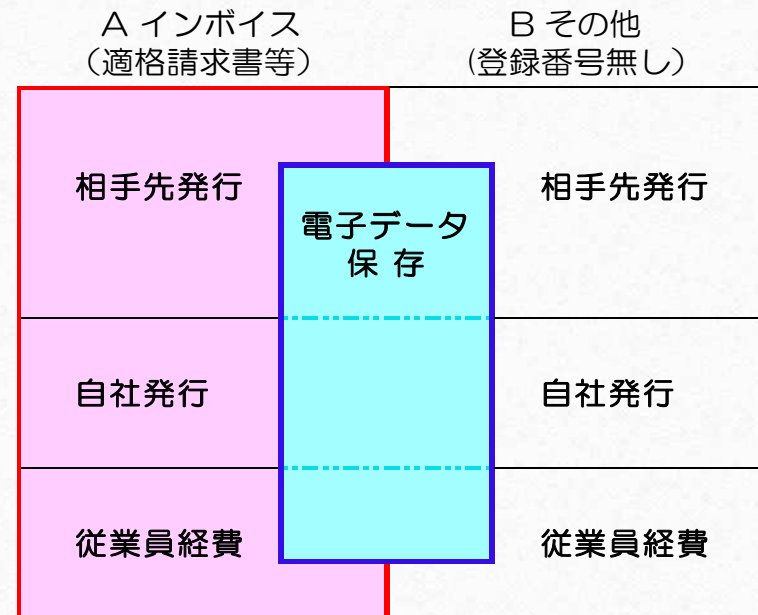 A インボイス
（適格請求書等）
B その他
（登録番号無し）
相手先発行
電子データ
保 存
相手先発行
自社発行
自社発行
従業員経費
従業員経費